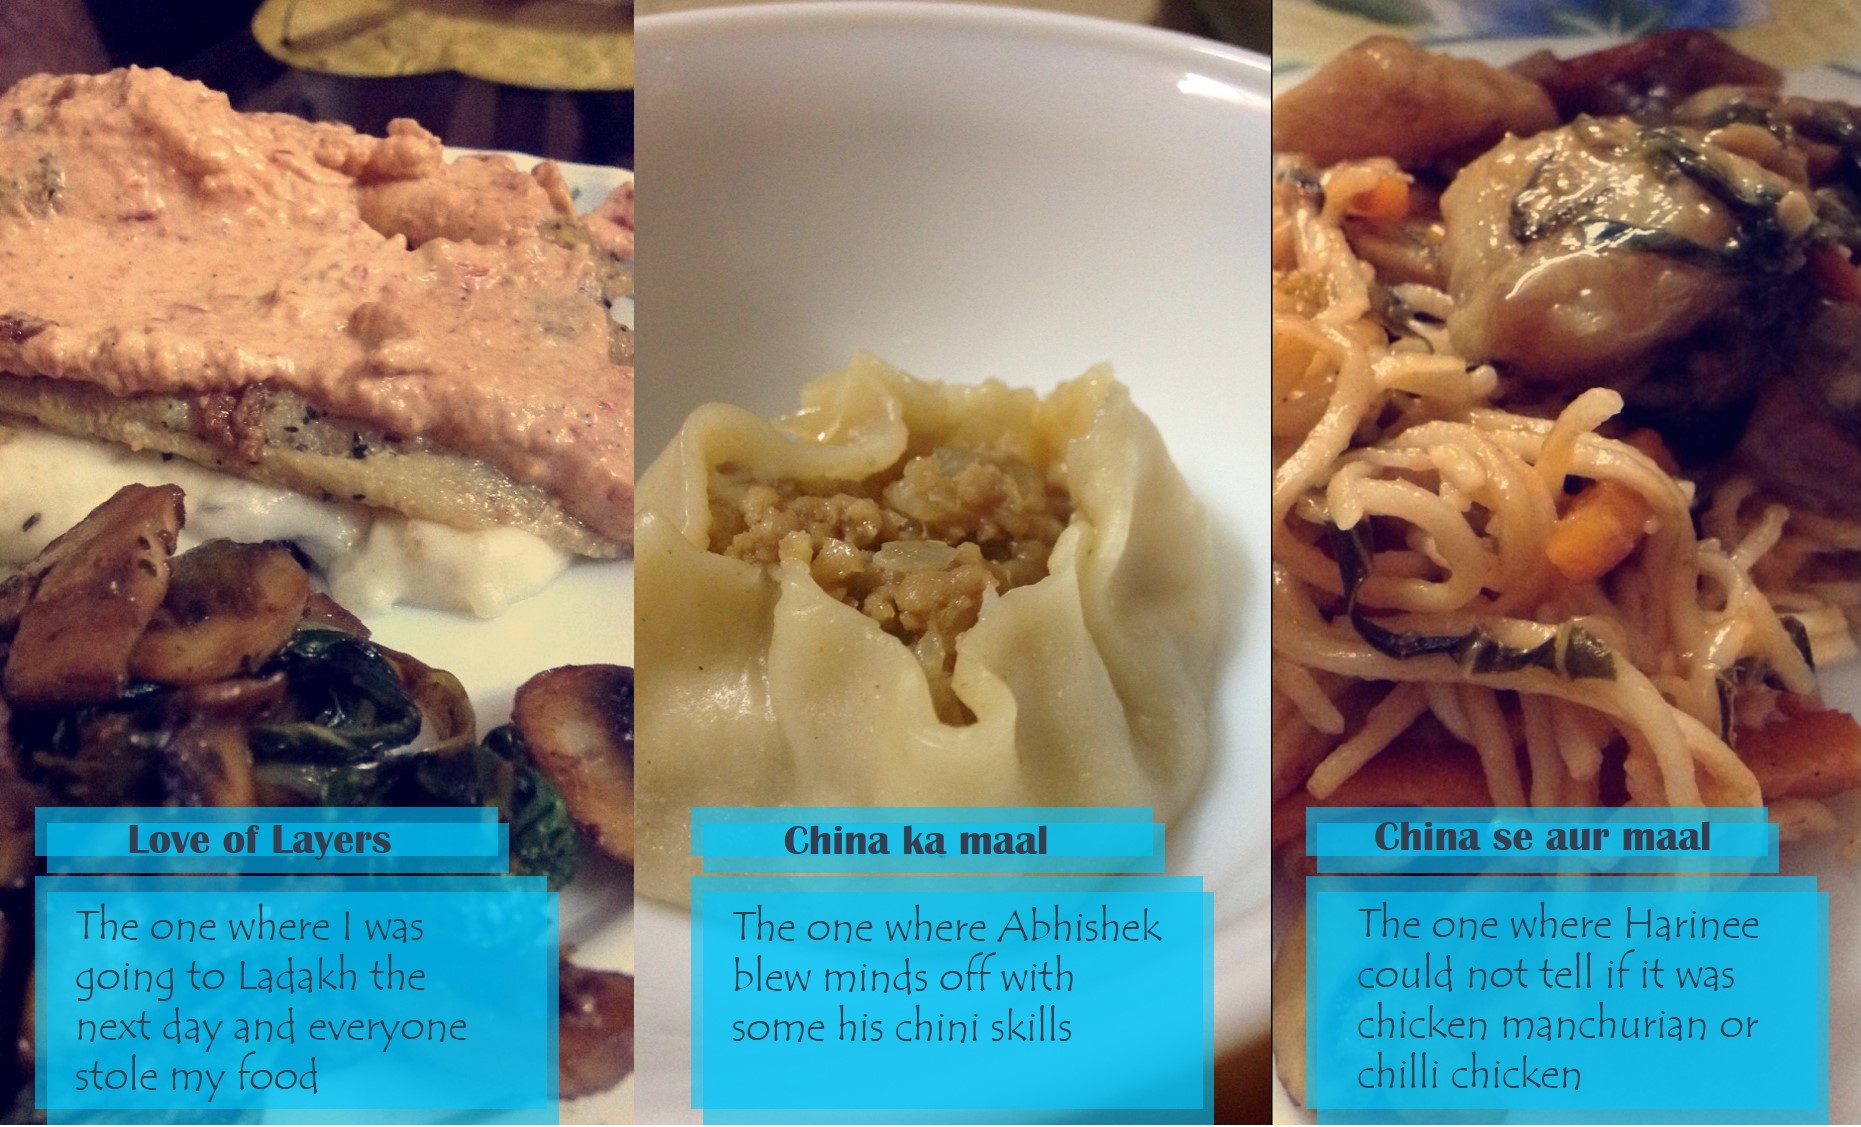 Love of Layers
The one where I was
going to Ladakh the
next day and everyone
stole my food
China ka maal
The one where Abhishek
blew minds off with
some his chini skills
China se aur maal
The one where Harinee
could not tell if it was
chicken manchurian or
chilli chicken